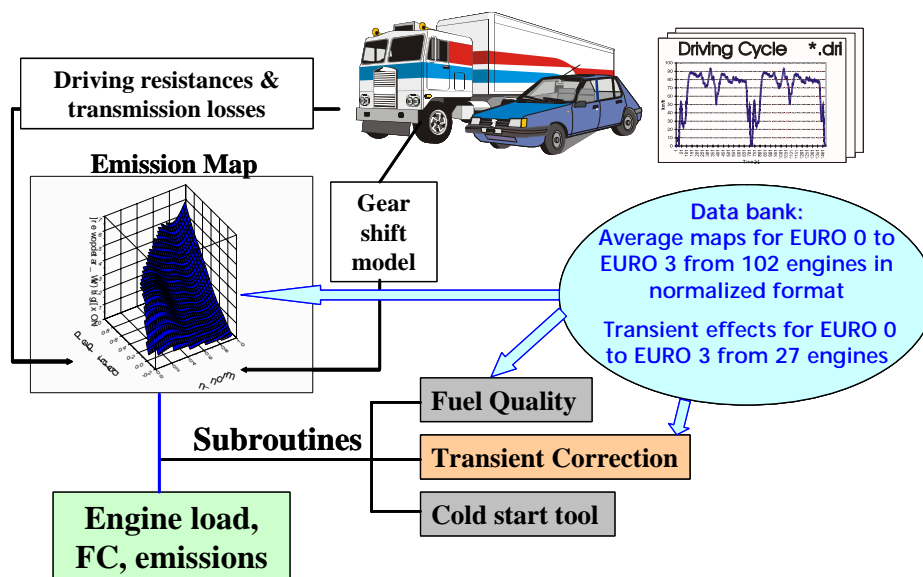 Driving Cycle *.dri
Driving resistances &
transmission losses
Emission Map
Gear
shift
model
Data bank:
Average maps for EURO 0 to
EURO 3 from 102 engines in
normalized format
Transient effects for EURO 0
to EURO 3 from 27 engines
n_norm
Fuel Quality
Subroutines
Transient Correction
Cold start tool
Engine load,
FC, emissions